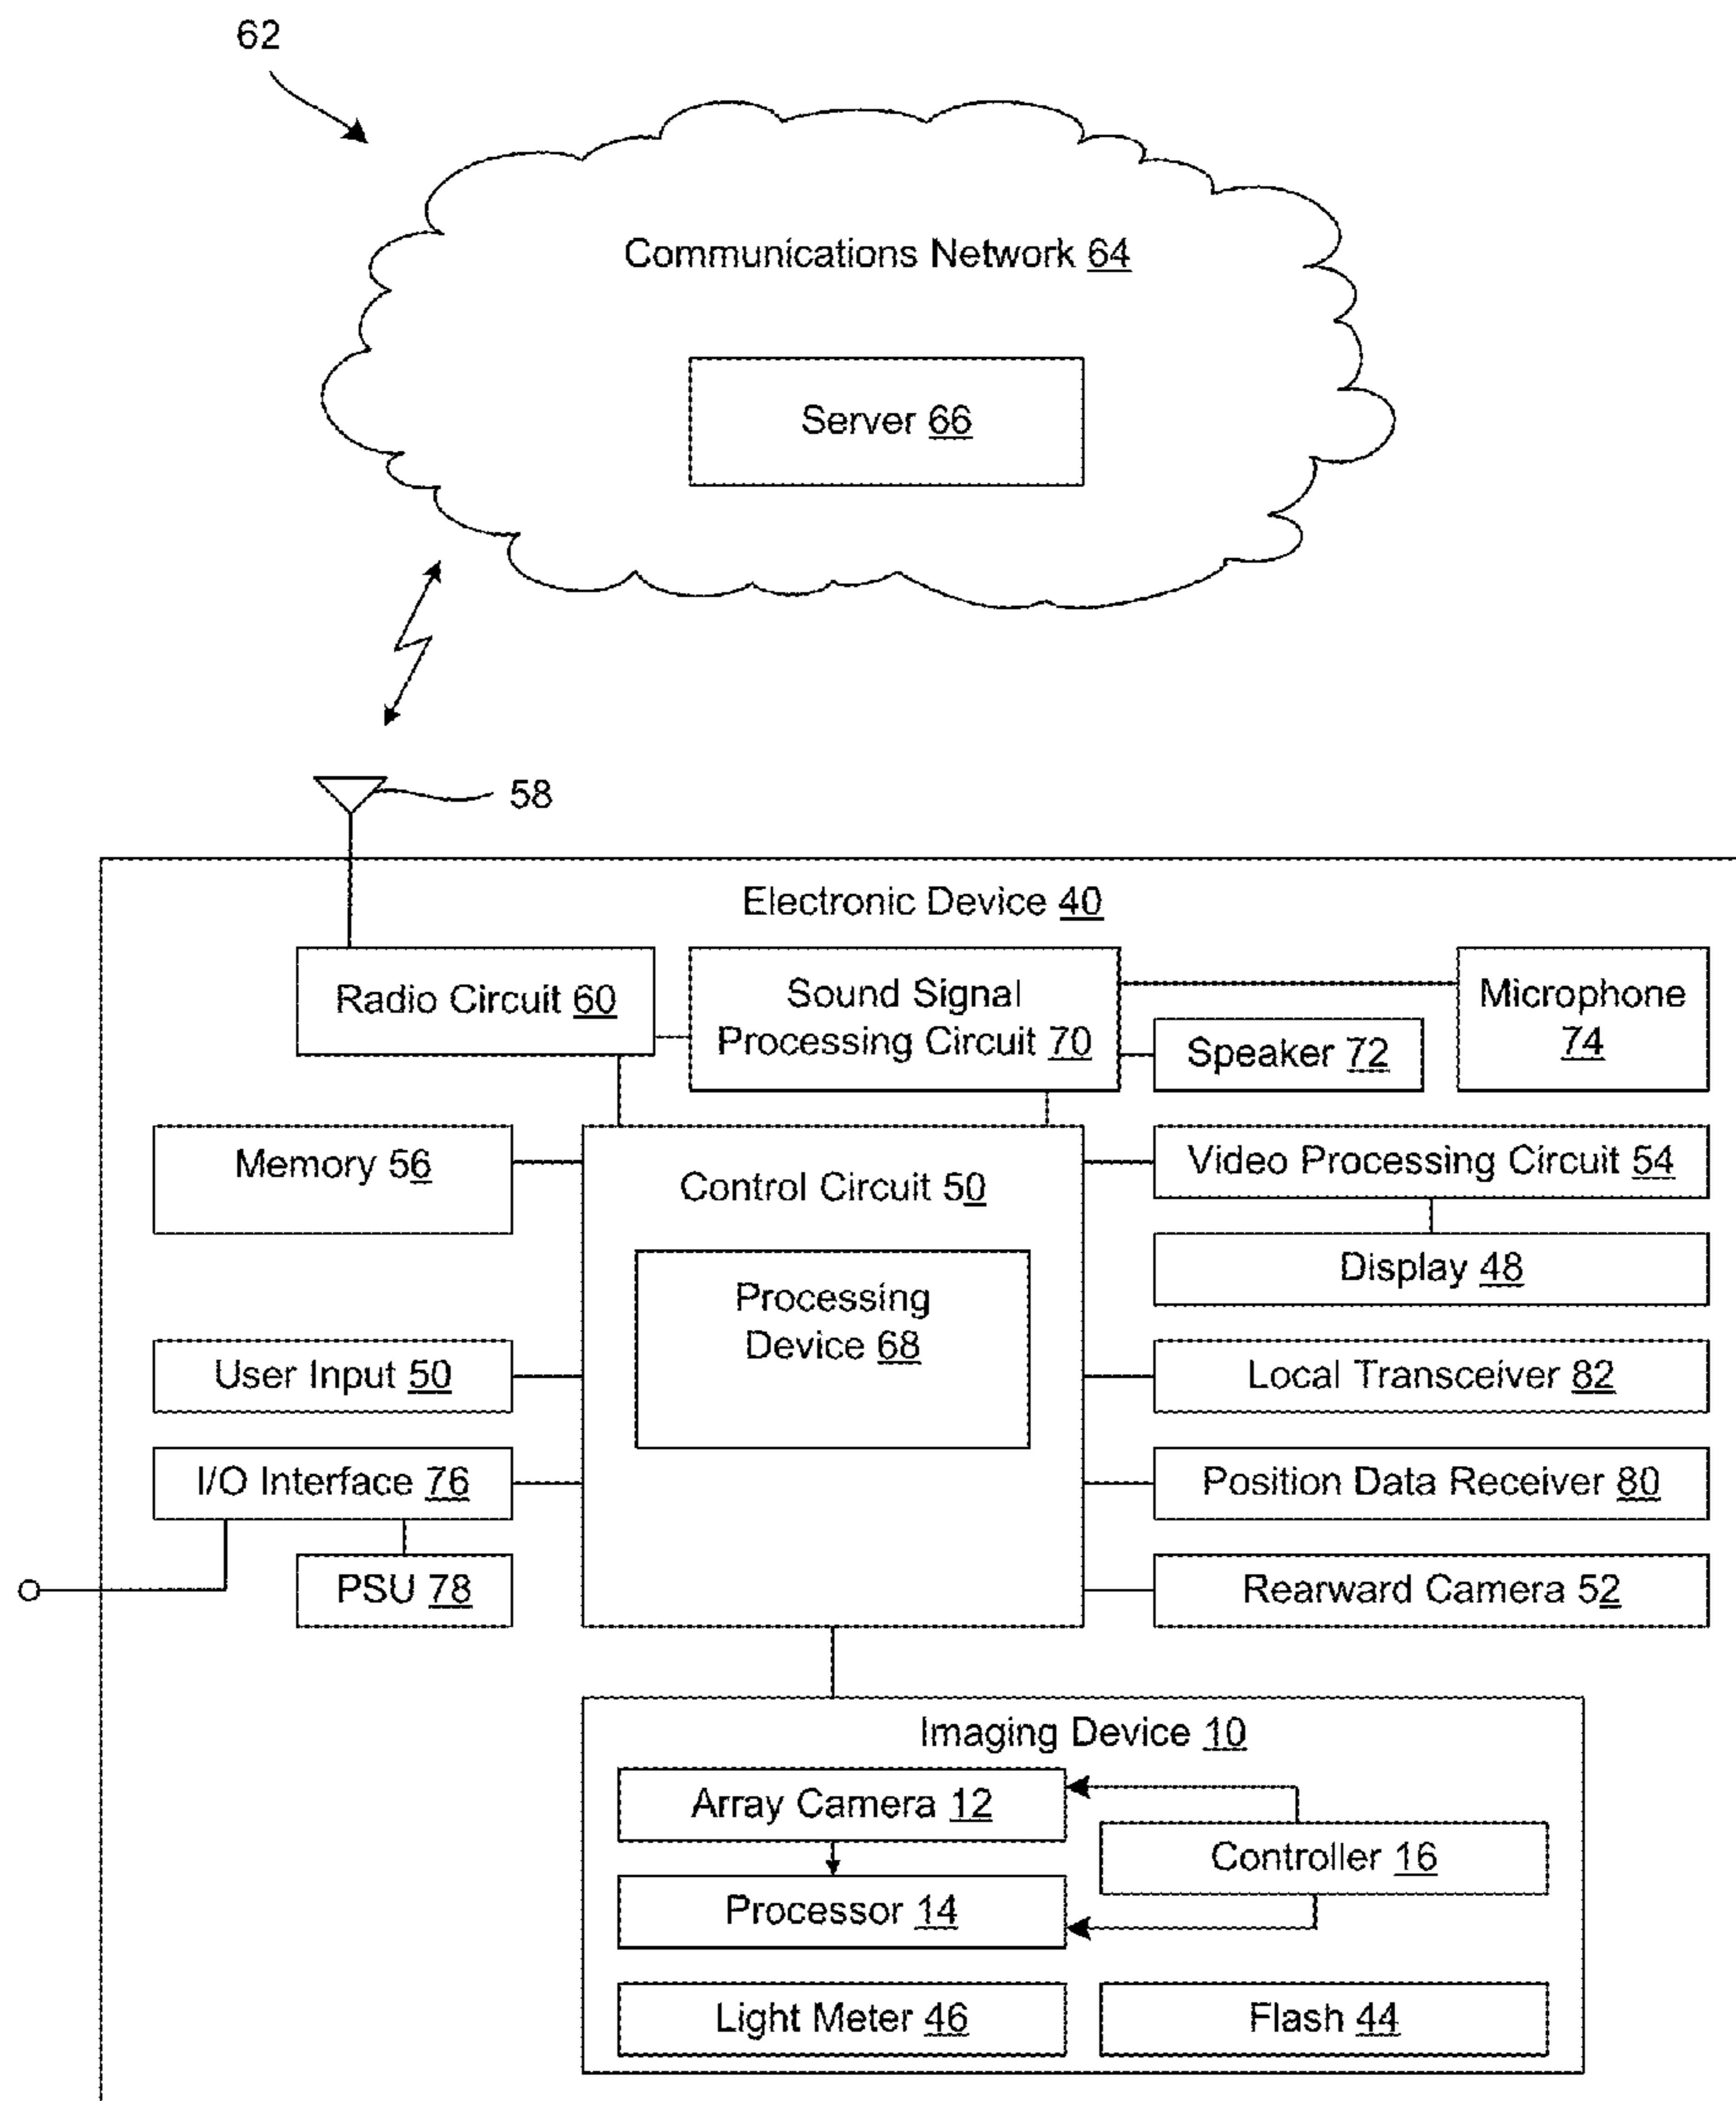 62
Communications Network 64
Server 66
58
Electronic Device 40
Radio Circuit 60
Sound Signal
Processing Circuit 70
Microphone
74
Speaker 72
Memory 56
Control Circuit 50
Video Processing Circuit 54
Display 48
Processing
Device 68
User Input 50
Local Transceiver 82
I/O Interface 76
Position Data Receiver 80
PSU 78
Rearward Camera 52
Imaging Device 10
Array Camera 12
Controller 16
Processor 14
Light Meter 46
Flash 44